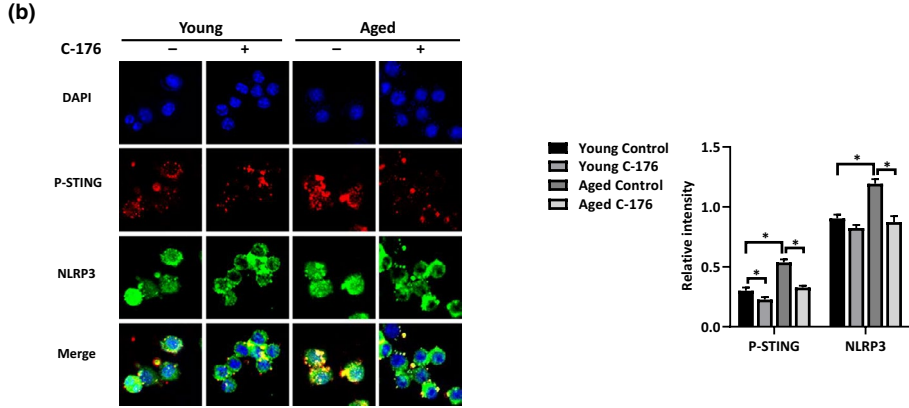 (b)
Young Aged
C-176 – + – +
DAPI
P-STING
NLRP3
Merge
Young Control
Young C-176
Aged Control
Aged C-176
Relative intensity
1.5
1.0
0.5
0.0
* * *
* *
P-STING NLRP3